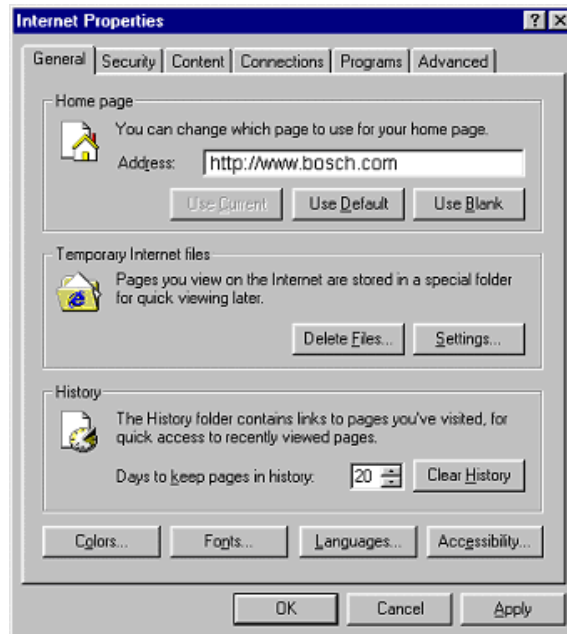 Internet Properties
General Security Content Connections Programs Advanced
Home page
You can change which page to use for your home page.
Address: http://www.bosch.com
Use Current Use Default Use Blank
Temporary Internet files
Pages you view on the Internet are stored in a special folder
for quick viewing later.
Delete Files... Settings...
History
The History folder contains links to pages you've visited, for
quick access to recently viewed pages.
Days to keep pages in history: 20 Clear History
Colors... Fonts... Languages... Accessibility...
OK Cancel Apply